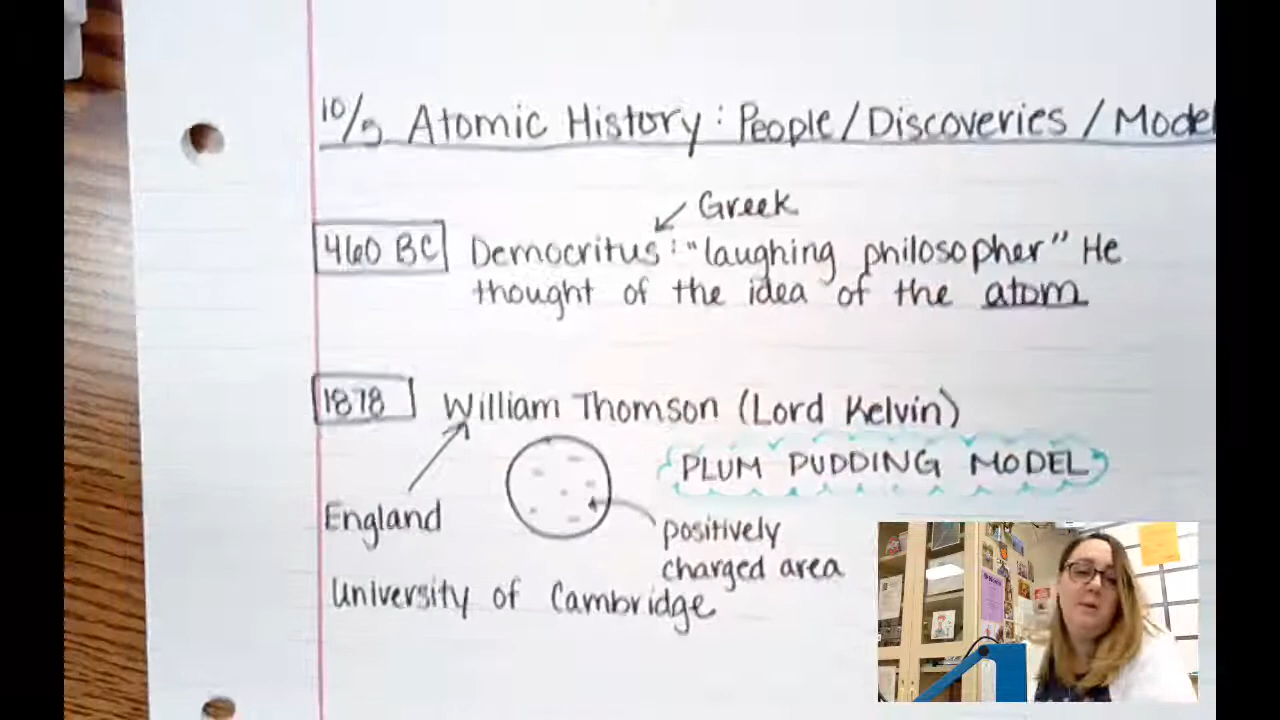 10/5 Atomic History: People/Discoveries/Model
Greek
460 BC Democritus: "laughing philosopher" He
thought of the idea of the atom
1878 William Thomson (Lord Kelvin)
PLUM PUDDING MODEL
England
positively
charged area
University of Cambridge